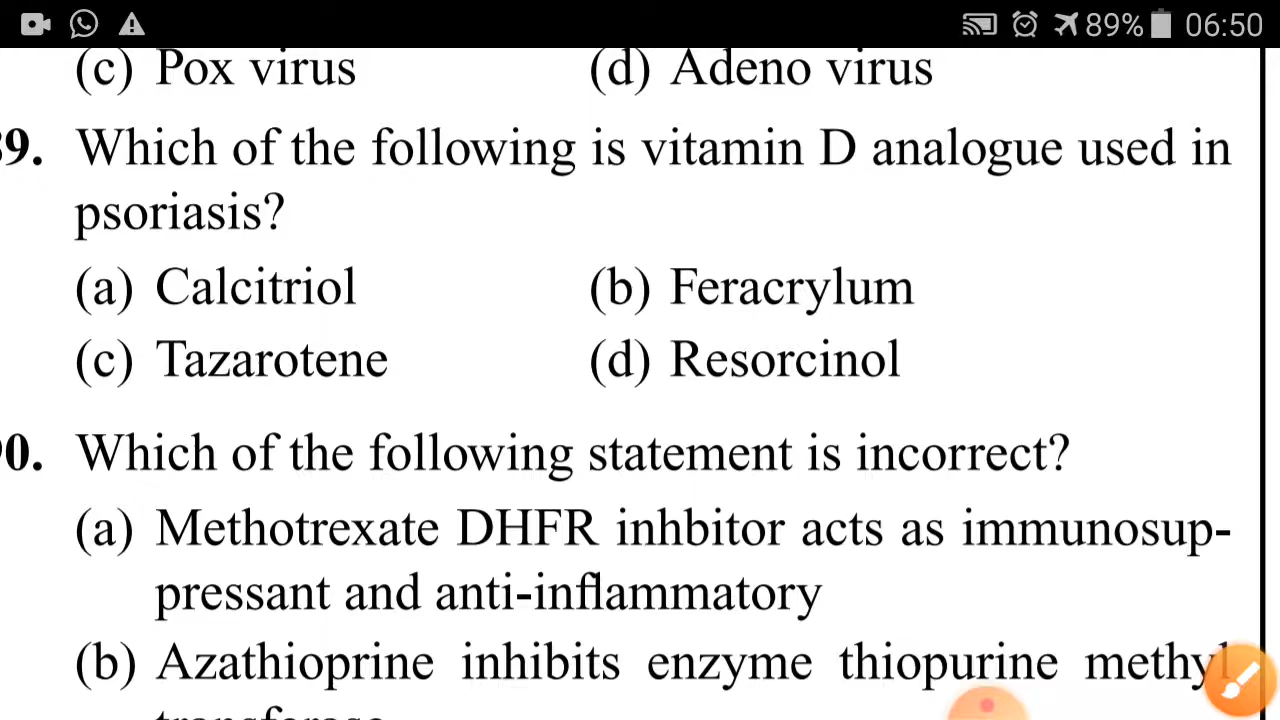 89% 06:50
(c) Pox virus (d) Adeno virus
9. Which of the following is vitamin D analogue used in
psoriasis?
(a) Calcitriol (b) Feracrylum
(c) Tazarotene (d) Resorcinol
0. Which of the following statement is incorrect?
(a) Methotrexate DHFR inhbitor acts as immunosup-
pressant and anti-inflammatory
(b) Azathioprine inhibits enzyme thiopurine methyl